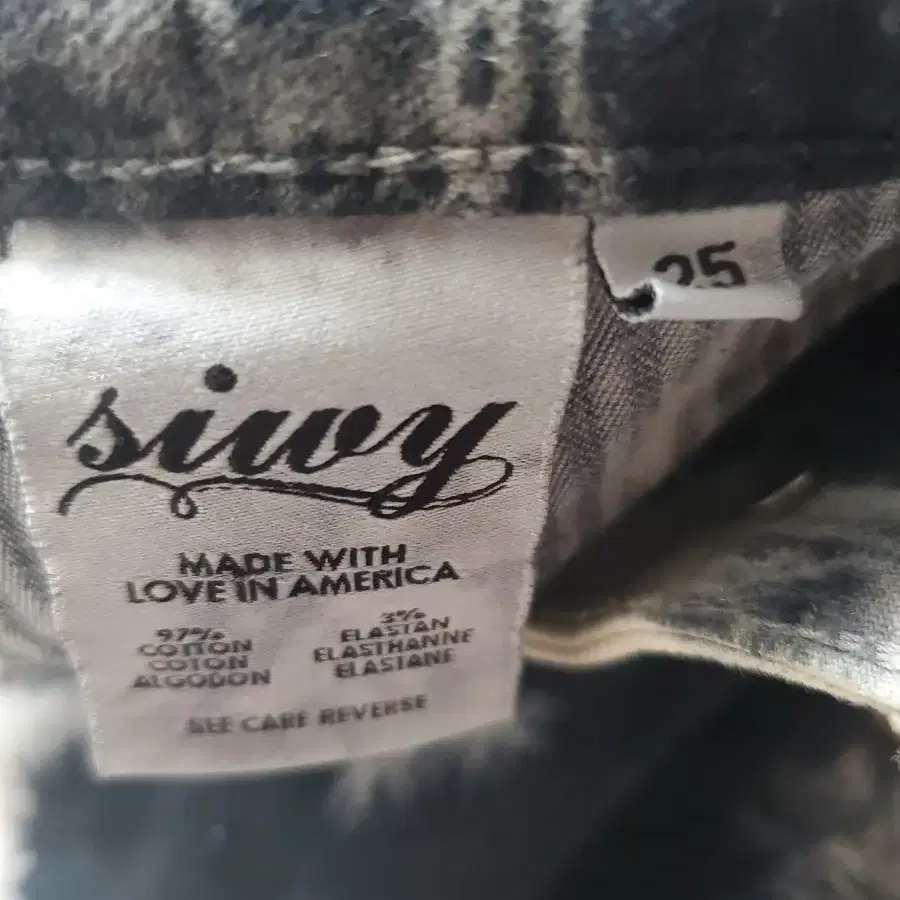 siwy
25
MADE WITH
LOVE IN AMERICA
97%
COTTON
COTON
ALGODON
3%
ELASTAN
ELASTHANNE
ELASTANE
SEE CARE REVERSE